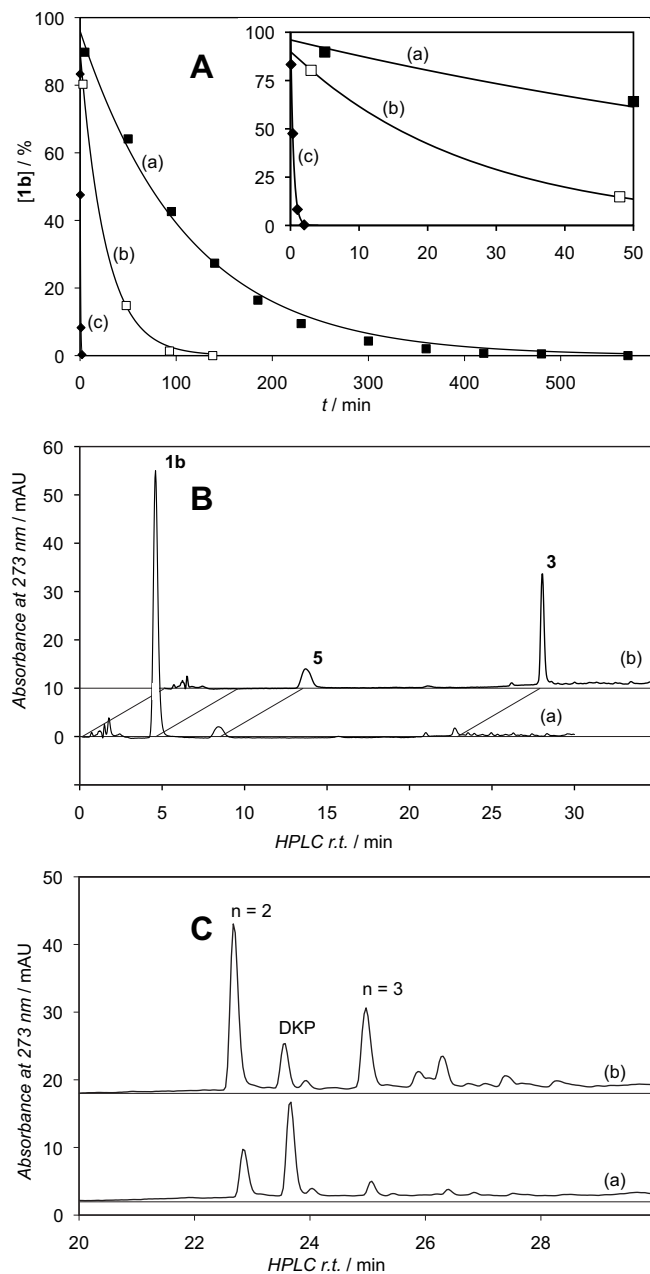 A
[1b] / %
100
80
60
40
20
0
0 100 200 300 400 500
t / min
(a)
(b)
(c)
100
75
50
25
0
0 10 20 30 40 50
(a)
(b)
(c)
B
Absorbance at 273 nm / mAU
60
50
40
30
20
10
0
0 5 10 15 20 25 30
HPLC r.t. / min
1b
5
3
(b)
(a)
C
Absorbance at 273 nm / mAU
50
40
30
20
10
0
20 22 24 26 28
HPLC r.t. / min
n = 2
DKP
n = 3
(b)
(a)